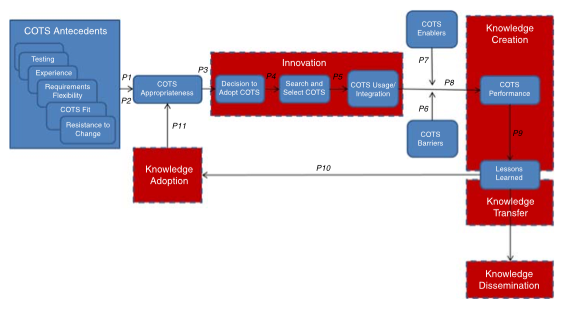 COTS Antecedents
Testing
Experience
Requirements
Flexibility
COTS Fit
Resistance to
Change
P1
P2
COTS
Appropriateness
P3
Innovation
Decision to
Adopt COTS
P4
Search and
Select COTS
P5
COTS Usage/
Integration
COTS
Enablers
P7
P8
P6
COTS
Barriers
Knowledge
Creation
COTS
Performance
P9
Lessons
Learned
Knowledge
Transfer
Knowledge
Dissemination
P10
Knowledge
Adoption
P11